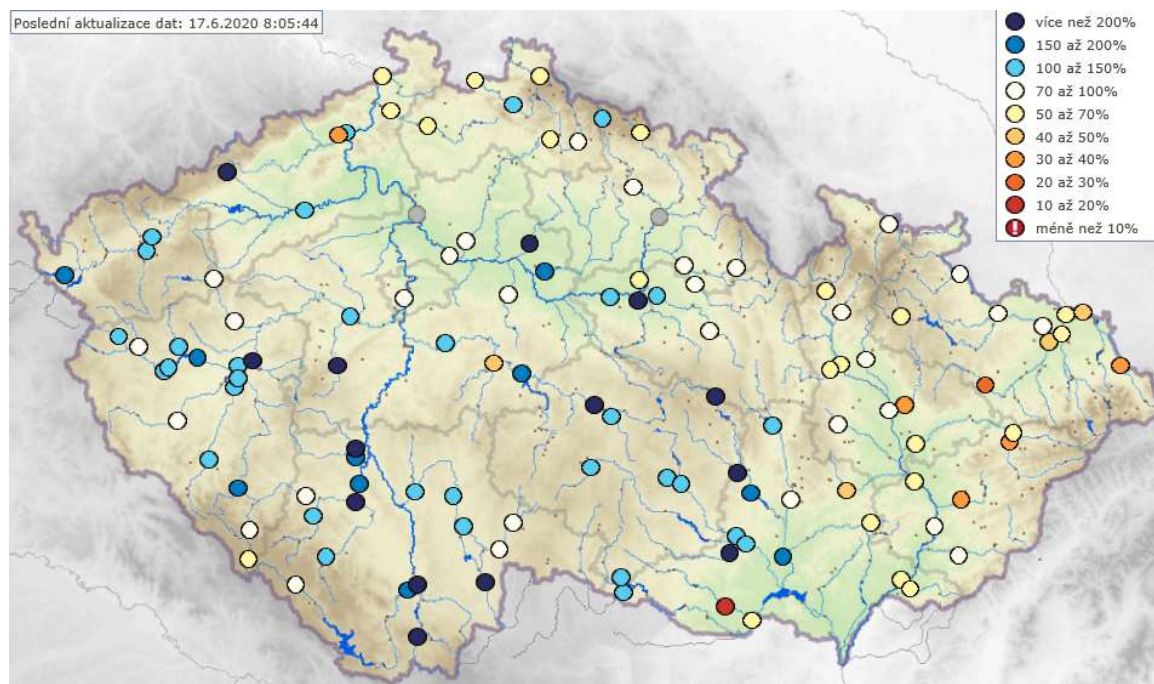 Poslední aktualizace dat: 17.6.2020 8:05:44
více než 200%
150 až 200%
100 až 150%
70 až 100%
50 až 70%
40 až 50%
30 až 40%
20 až 30%
10 až 20%
! méně než 10%